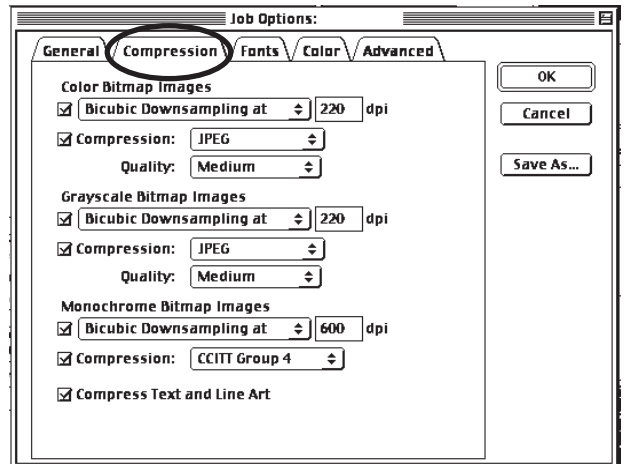 Job Options:
General Compression Fonts Color Advanced
Color Bitmap Images
Bicubic Downsampling at 220 dpi
Compression: JPEG
Quality: Medium
Grayscale Bitmap Images
Bicubic Downsampling at 220 dpi
Compression: JPEG
Quality: Medium
Monochrome Bitmap Images
Bicubic Downsampling at 600 dpi
Compression: CCITT Group 4
Compress Text and Line Art
OK
Cancel
Save As...